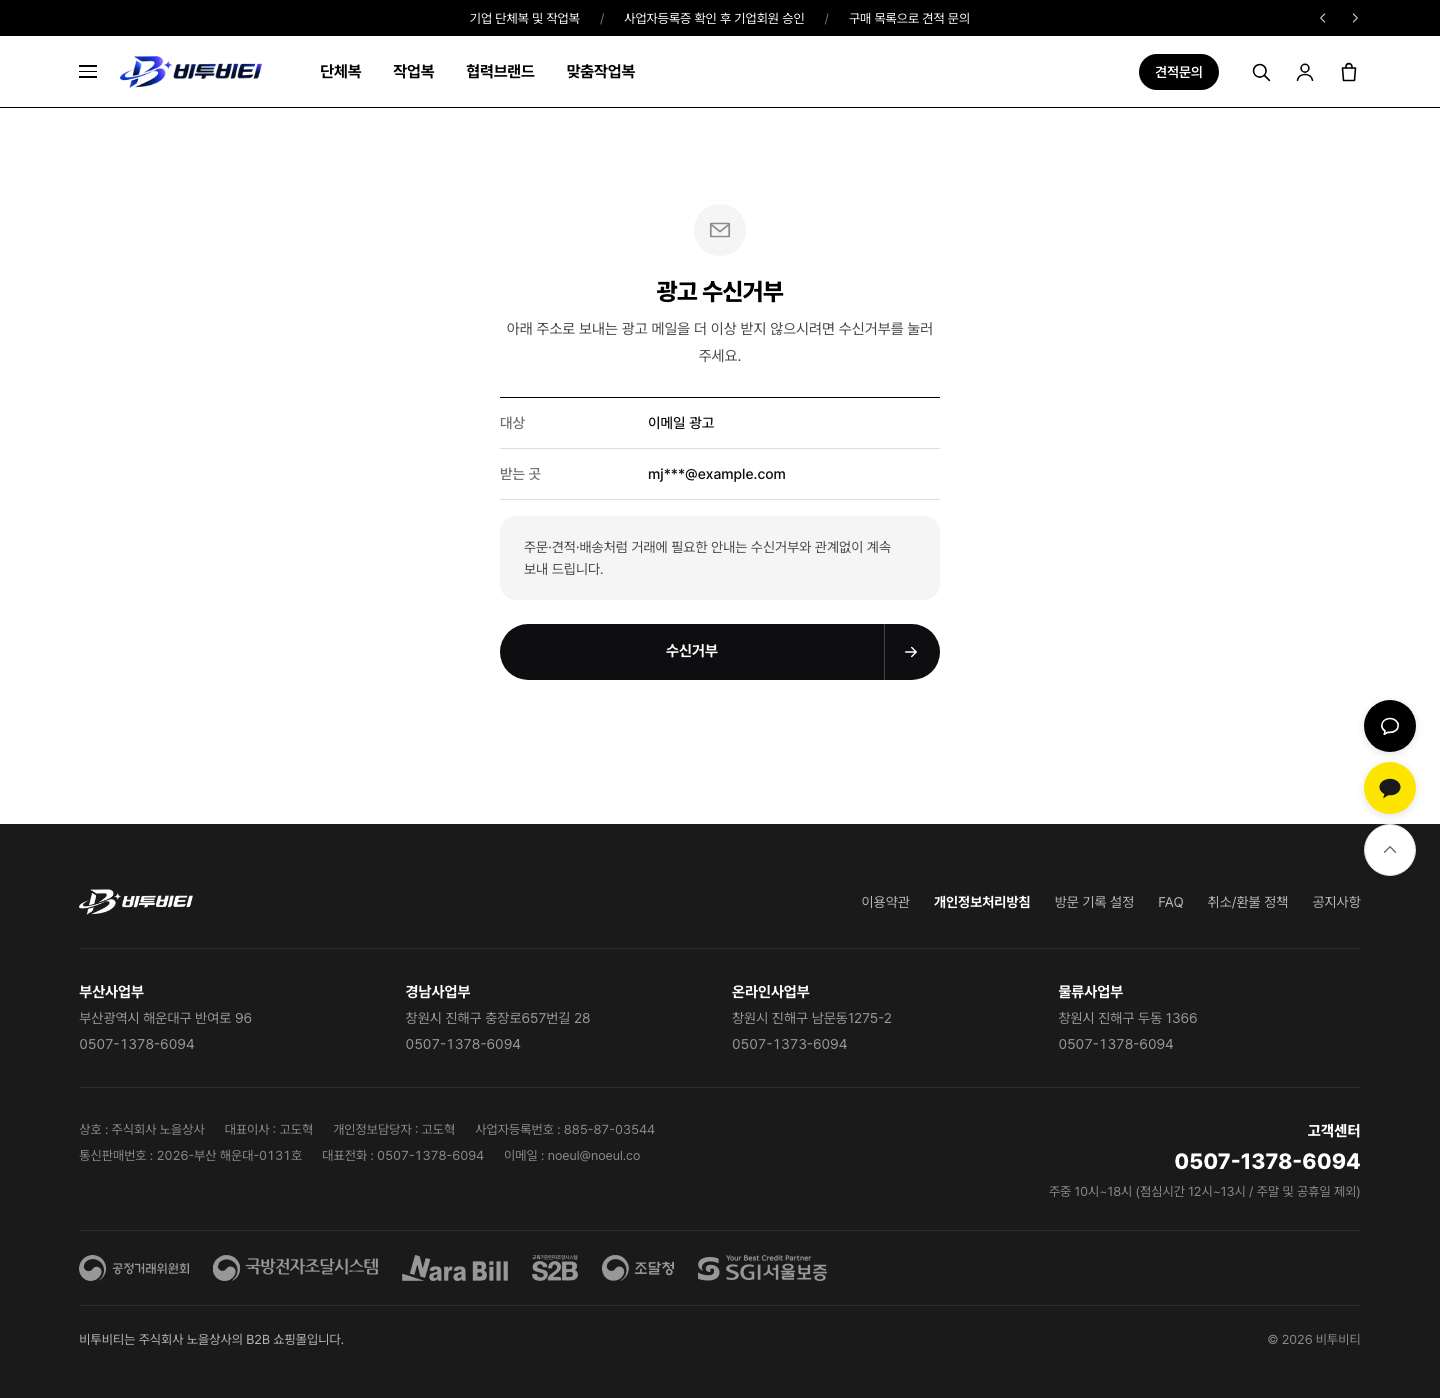 기업 단체복 및 작업복 / 사업자등록증 확인 후 기업회원 승인 / 구매 목록으로 견적 문의
비투비티 단체복 작업복 협력브랜드 맞춤작업복 견적문의
광고 수신거부
아래 주소로 보내는 광고 메일을 더 이상 받지 않으시려면 수신거부를 눌러
주세요.
대상 이메일 광고
받는 곳 mj***@example.com
주문·견적·배송처럼 거래에 필요한 안내는 수신거부와 관계없이 계속
보내 드립니다.
수신거부
비투비티 이용약관 개인정보처리방침 방문 기록 설정 FAQ 취소/환불 정책 공지사항
부산사업부 경남사업부 온라인사업부 물류사업부
부산광역시 해운대구 반여로 96 창원시 진해구 충장로657번길 28 창원시 진해구 남문동1275-2 창원시 진해구 두동 1366
0507-1378-6094 0507-1378-6094 0507-1373-6094 0507-1378-6094
상호 : 주식회사 노을상사 대표이사 : 고도혁 개인정보담당자 : 고도혁 사업자등록번호 : 885-87-03544
통신판매번호 : 2026-부산 해운대-0131호 대표전화 : 0507-1378-6094 이메일 : noeul@noeul.co
고객센터
0507-1378-6094
주중 10시~18시 (점심시간 12시~13시 / 주말 및 공휴일 제외)
공정거래위원회 국방전자조달시스템 Nara Bill S2B 조달청 Your Best Credit Partner SGI서울보증
비투비티는 주식회사 노을상사의 B2B 쇼핑몰입니다. © 2026 비투비티